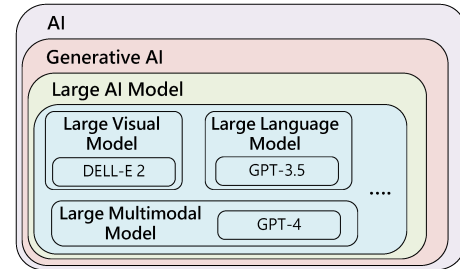 AI
Generative AI
Large AI Model
Large Visual
Model
DELL-E 2
Large Language
Model
GPT-3.5
....
Large Multimodal
Model
GPT-4